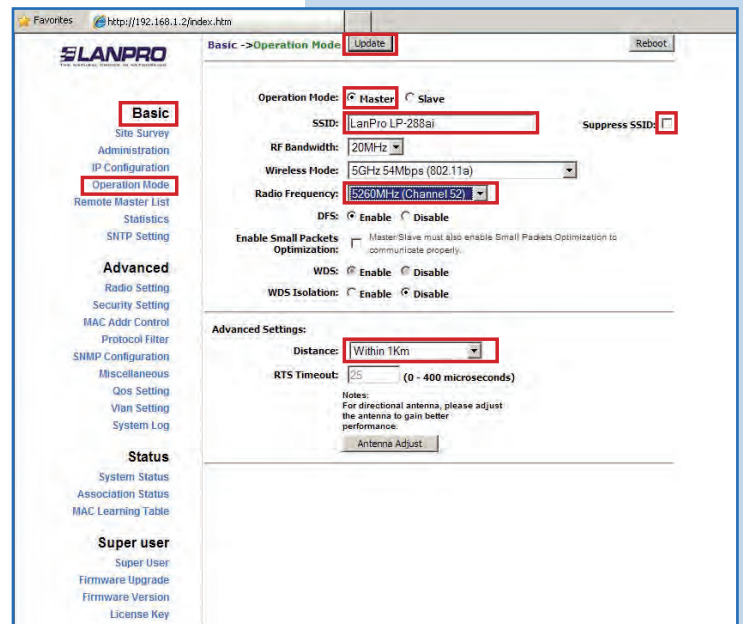 Favorites http://192.168.1.2/index.htm
LANPRO
Basic ->Operation Mode Update Reboot
Basic
Site Survey
Administration
IP Configuration
Operation Mode
Remote Master List
Statistics
SNTP Setting
Advanced
Radio Setting
Security Setting
MAC Addr Control
Protocol Filter
SNMP Configuration
Miscellaneous
Qos Setting
Vlan Setting
System Log
Status
System Status
Association Status
MAC Learning Table
Super user
Super User
Firmware Upgrade
Firmware Version
License Key
Operation Mode: Master Slave
SSID: LanPro LP-288ai Suppress SSID:
RF Bandwidth: 20MHz
Wireless Mode: 5GHz 54Mbps (802.11a)
Radio Frequency: 5260MHz (Channel 52)
DFS: Enable Disable
Enable Small Packets Optimization: Master/Slave must also enable Small Packets Optimization to
communicate properly.
WDS: Enable Disable
WDS Isolation: Enable Disable
Advanced Settings:
Distance: Within 1Km
RTS Timeout: 25 (0 - 400 microseconds)
Notes:
For directional antenna, please adjust
the antenna to gain better
performance.
Antenna Adjust